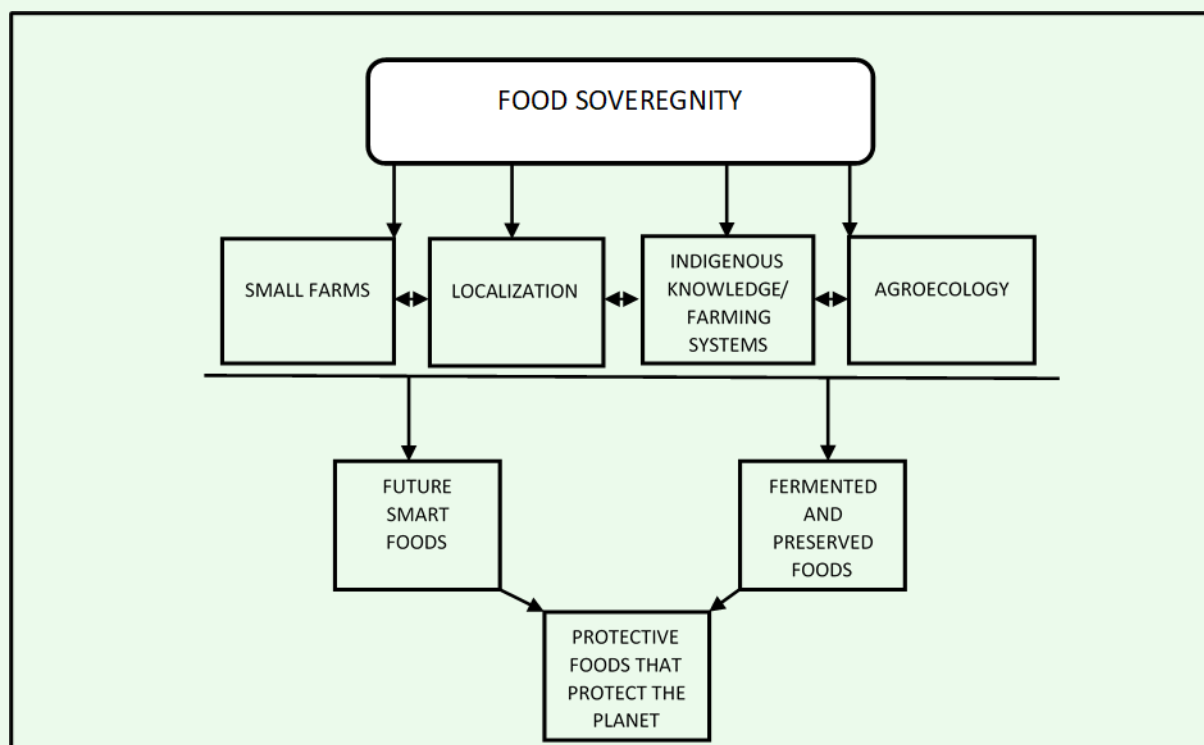 FOOD SOVEREGNITY
SMALL FARMS
LOCALIZATION
INDIGENOUS
KNOWLEDGE/
FARMING
SYSTEMS
AGROECOLOGY
FUTURE
SMART
FOODS
FERMENTED
AND
PRESERVED
FOODS
PROTECTIVE
FOODS THAT
PROTECT THE
PLANET